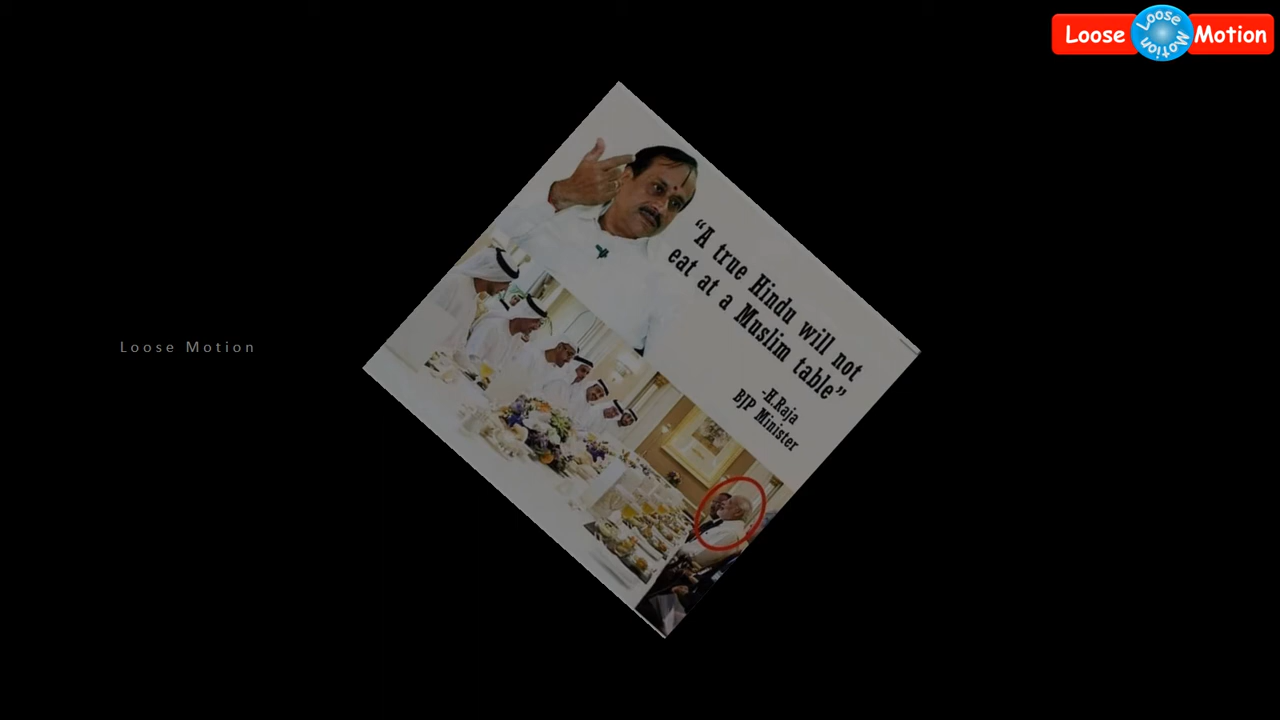 Loose Motion
Loose Motion
Loose Motion
“A true Hindu will not
eat at a Muslim table”
-H.Raja
BJP Minister